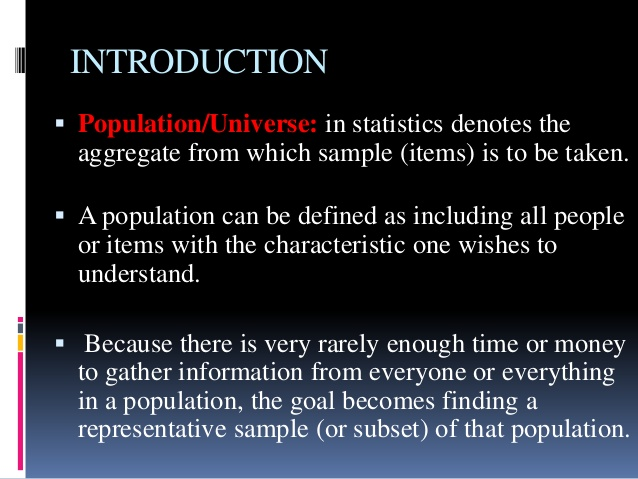 INTRODUCTION
▪ Population/Universe: in statistics denotes the
aggregate from which sample (items) is to be taken.
▪ A population can be defined as including all people
or items with the characteristic one wishes to
understand.
▪ Because there is very rarely enough time or money
to gather information from everyone or everything
in a population, the goal becomes finding a
representative sample (or subset) of that population.